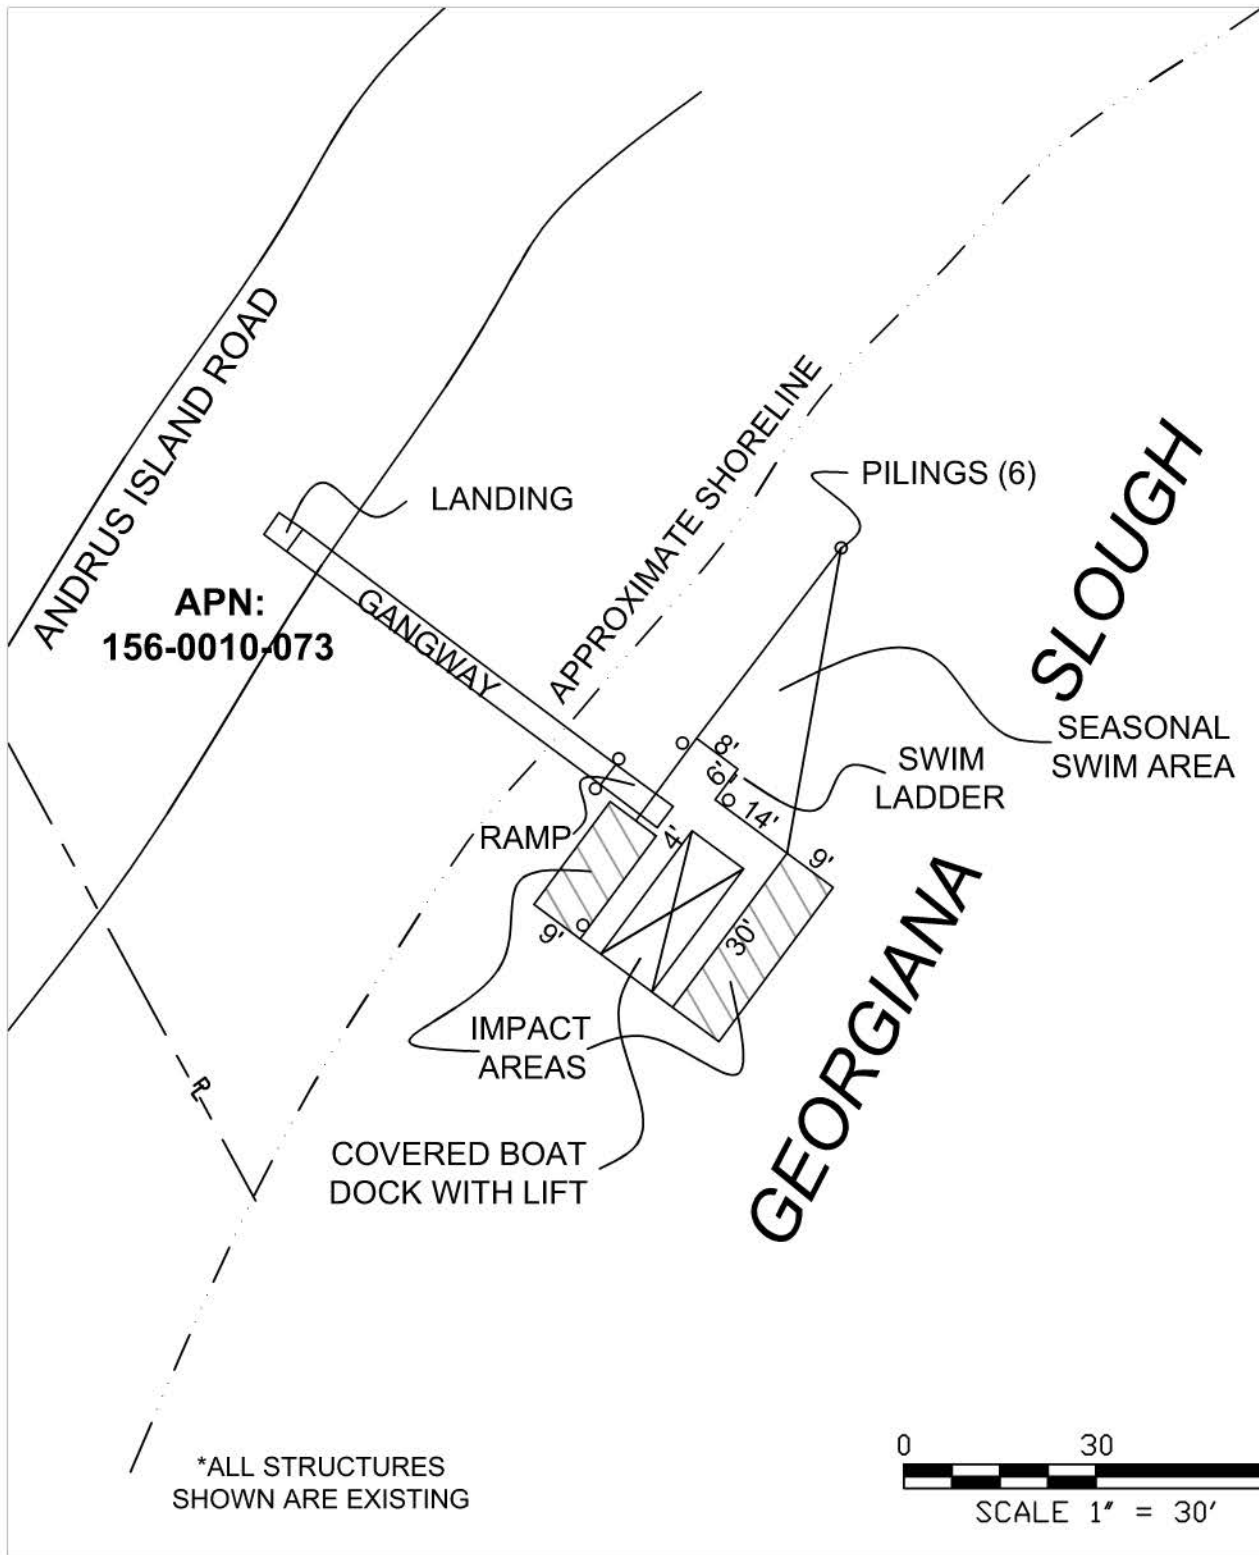 ANDRUS ISLAND ROAD
APN:
156-0010-073
LANDING
GANGWAY
APPROXIMATE SHORELINE
PILINGS (6)
SLOUGH
GEORGIANA
SEASONAL
SWIM AREA
SWIM
LADDER
8'
6'
14'
9'
RAMP
4'
30'
9'
IMPACT
AREAS
COVERED BOAT
DOCK WITH LIFT
PL
*ALL STRUCTURES
SHOWN ARE EXISTING
0 30
SCALE 1" = 30'